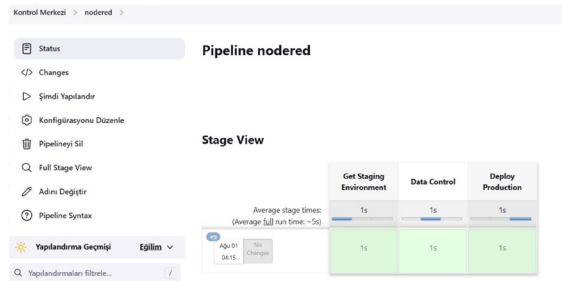 Kontrol Merkezi > nodered >
Status
Changes
Şimdi Yapılandır
Konfigürasyonu Düzenle
Pipelineyi Sil
Full Stage View
Adını Değiştir
Pipeline Syntax
Yapılandırma Geçmişi Eğilim
Yapılandırmaları filtrele... /
Pipeline nodered
Stage View
Get Staging Environment
Data Control
Deploy Production
Average stage times:
(Average full run time: ~5s)
1s 1s 1s
Ağu 01
04:15
No Changes
1s 1s 1s